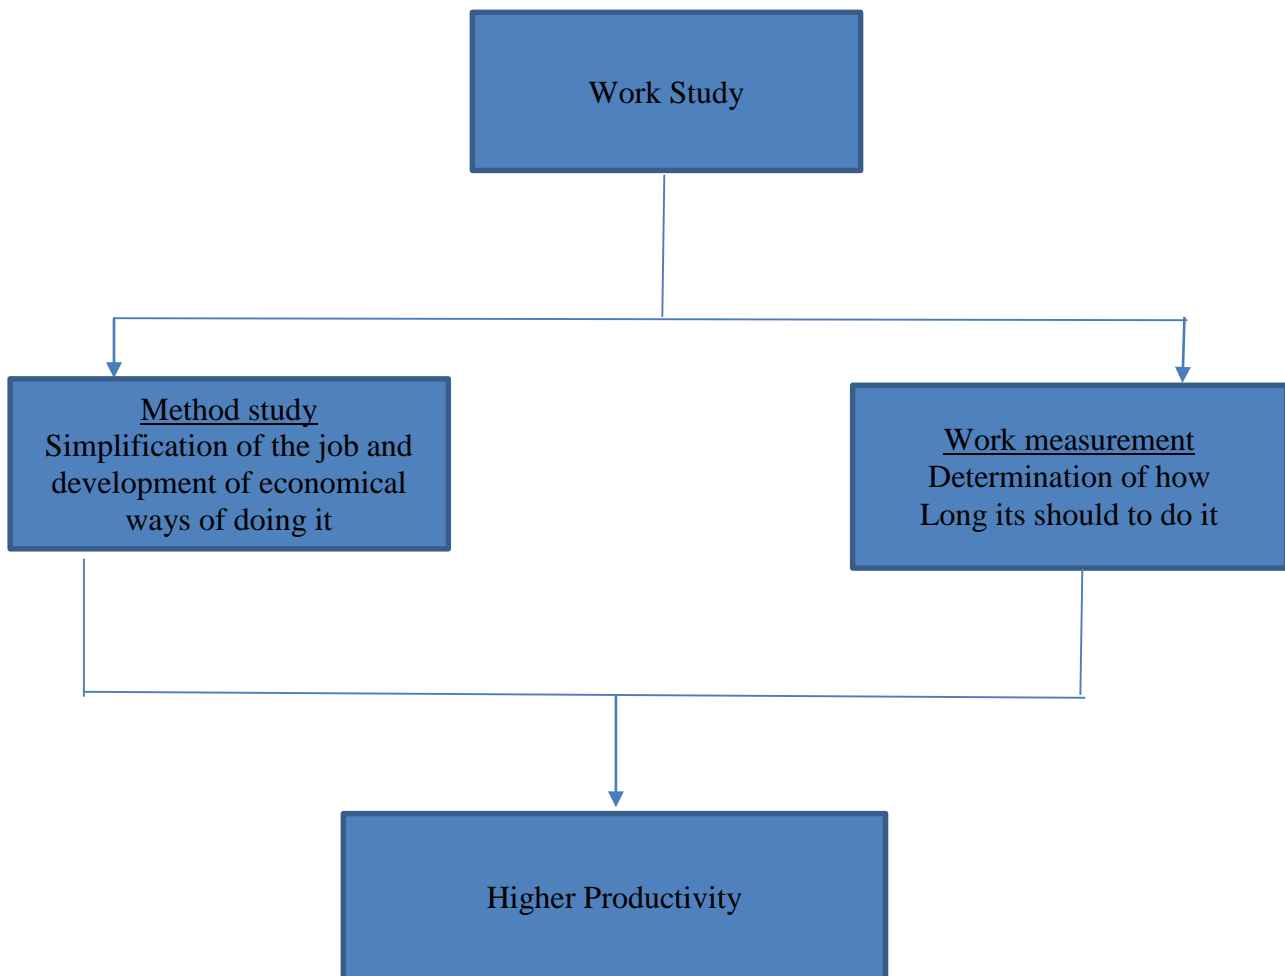 Work Study
Method study
Simplification of the job and
development of economical
ways of doing it
Work measurement
Determination of how
Long its should to do it
Higher Productivity